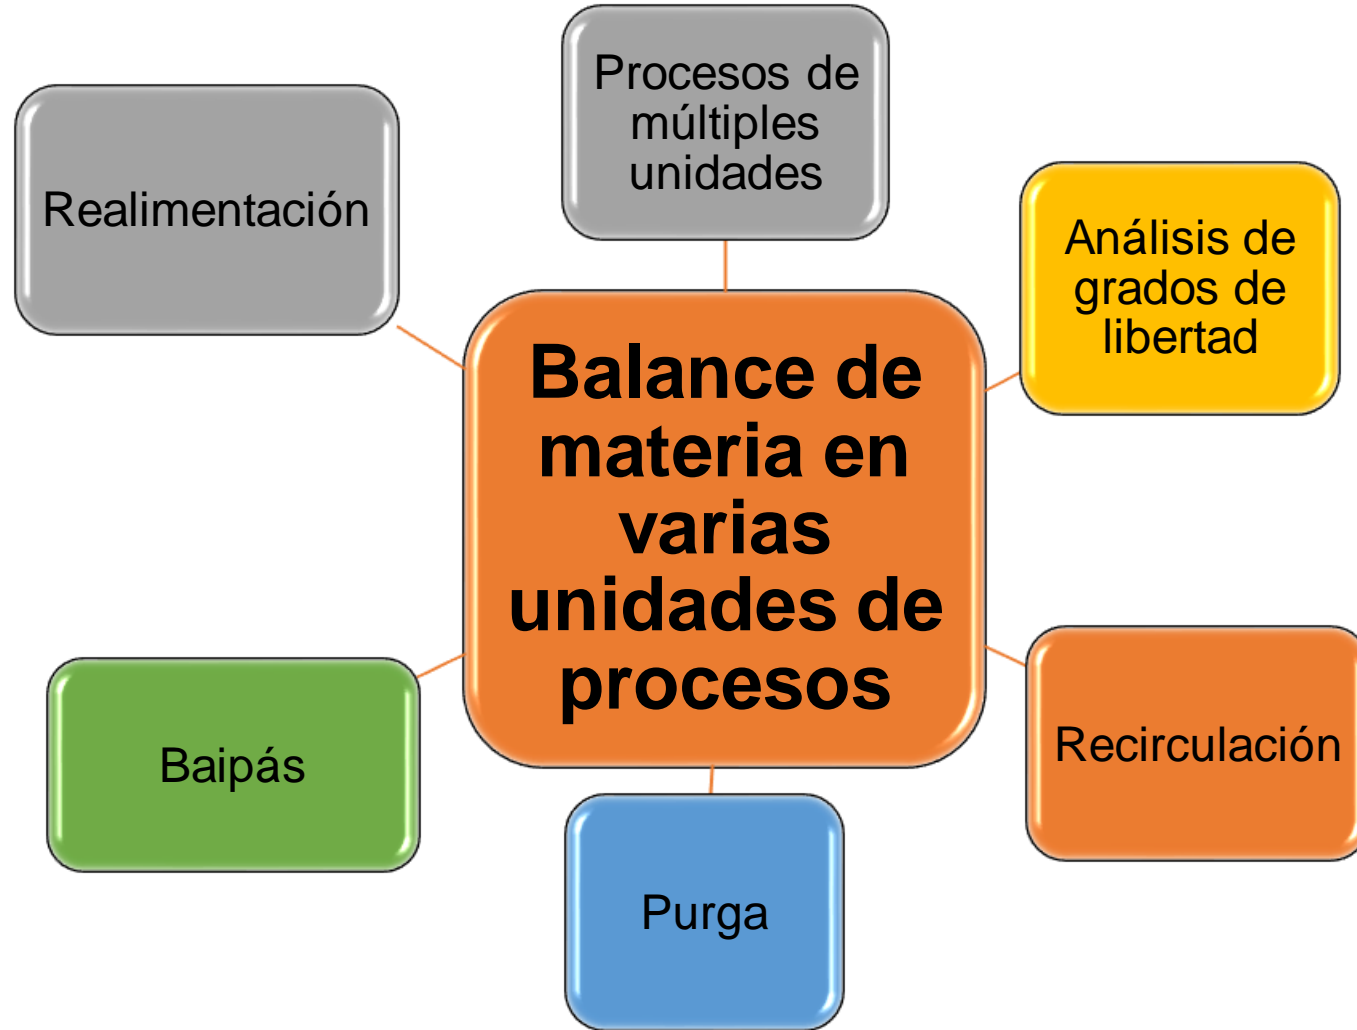 Procesos de
múltiples
unidades
Realimentación
Análisis de
grados de
libertad
Balance de
materia en
varias
unidades de
procesos
Baipás
Recirculación
Purga